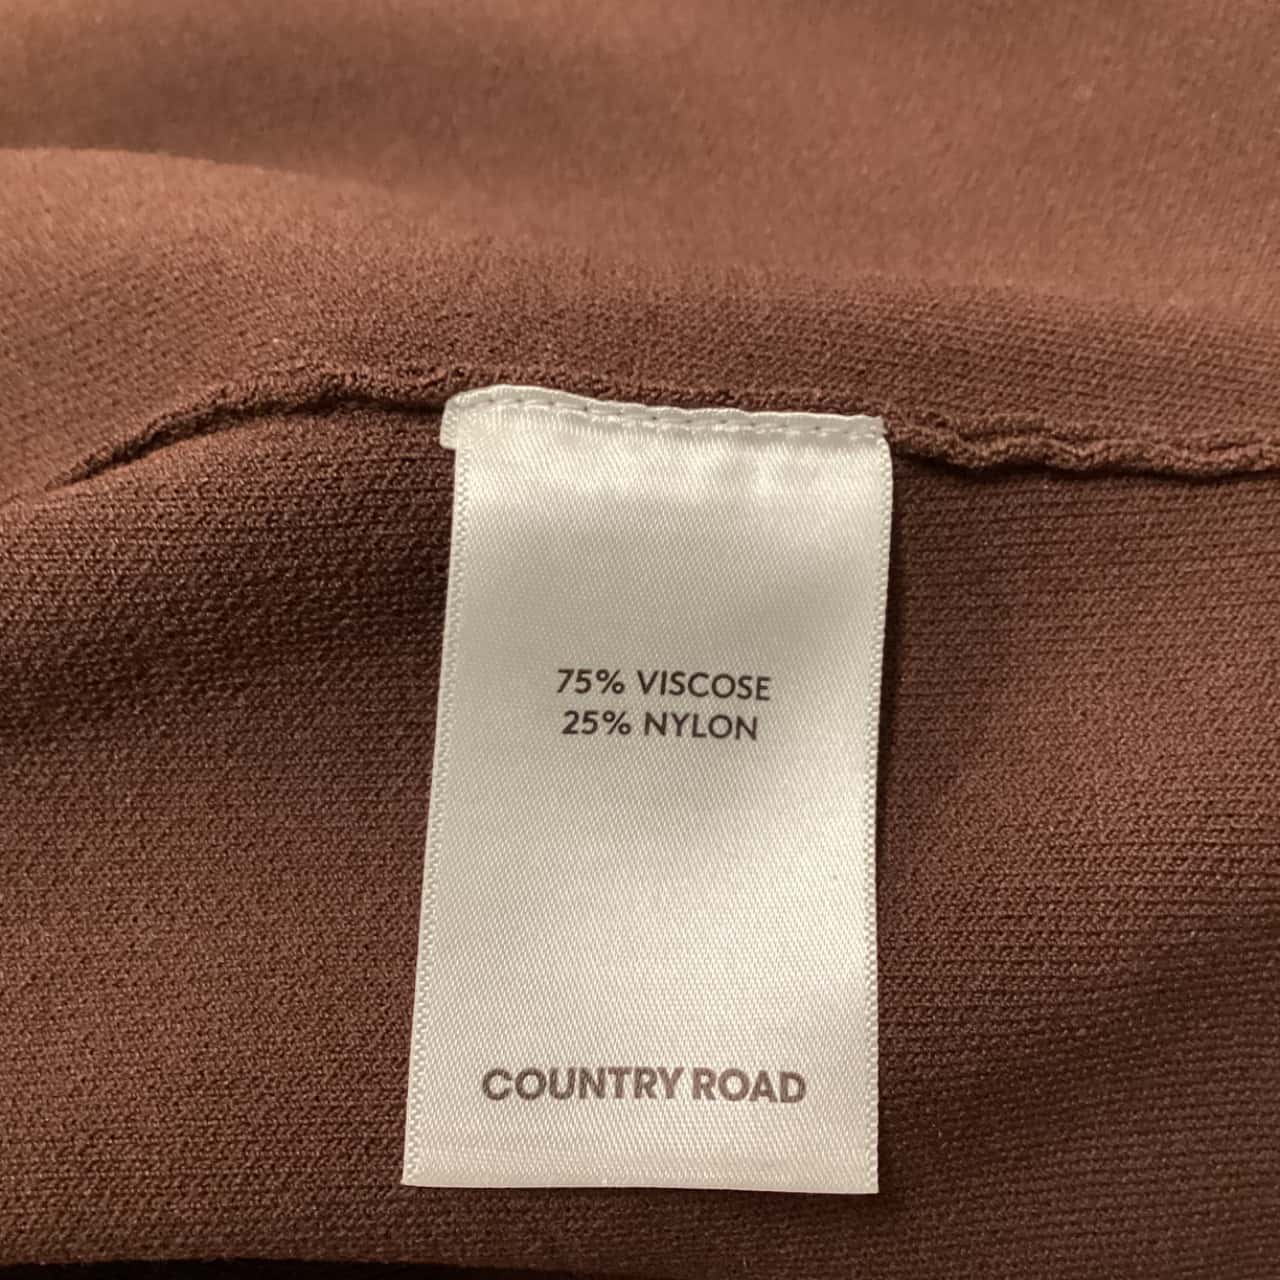 75% VISCOSE
25% NYLON
COUNTRY ROAD